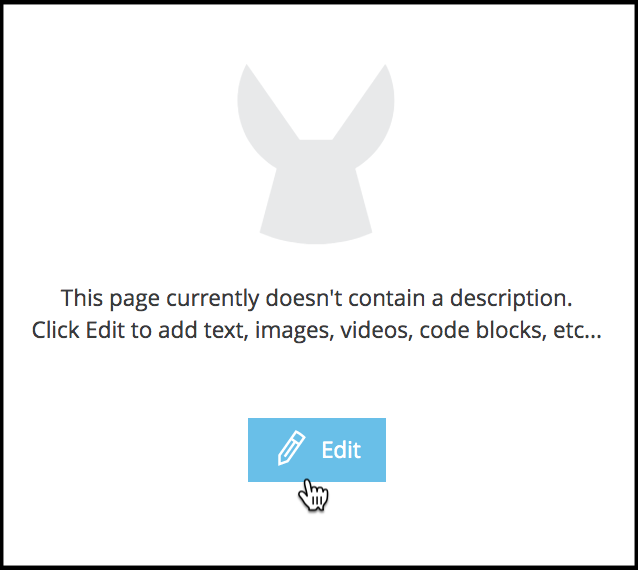 This page currently doesn't contain a description.
Click Edit to add text, images, videos, code blocks, etc...
Edit